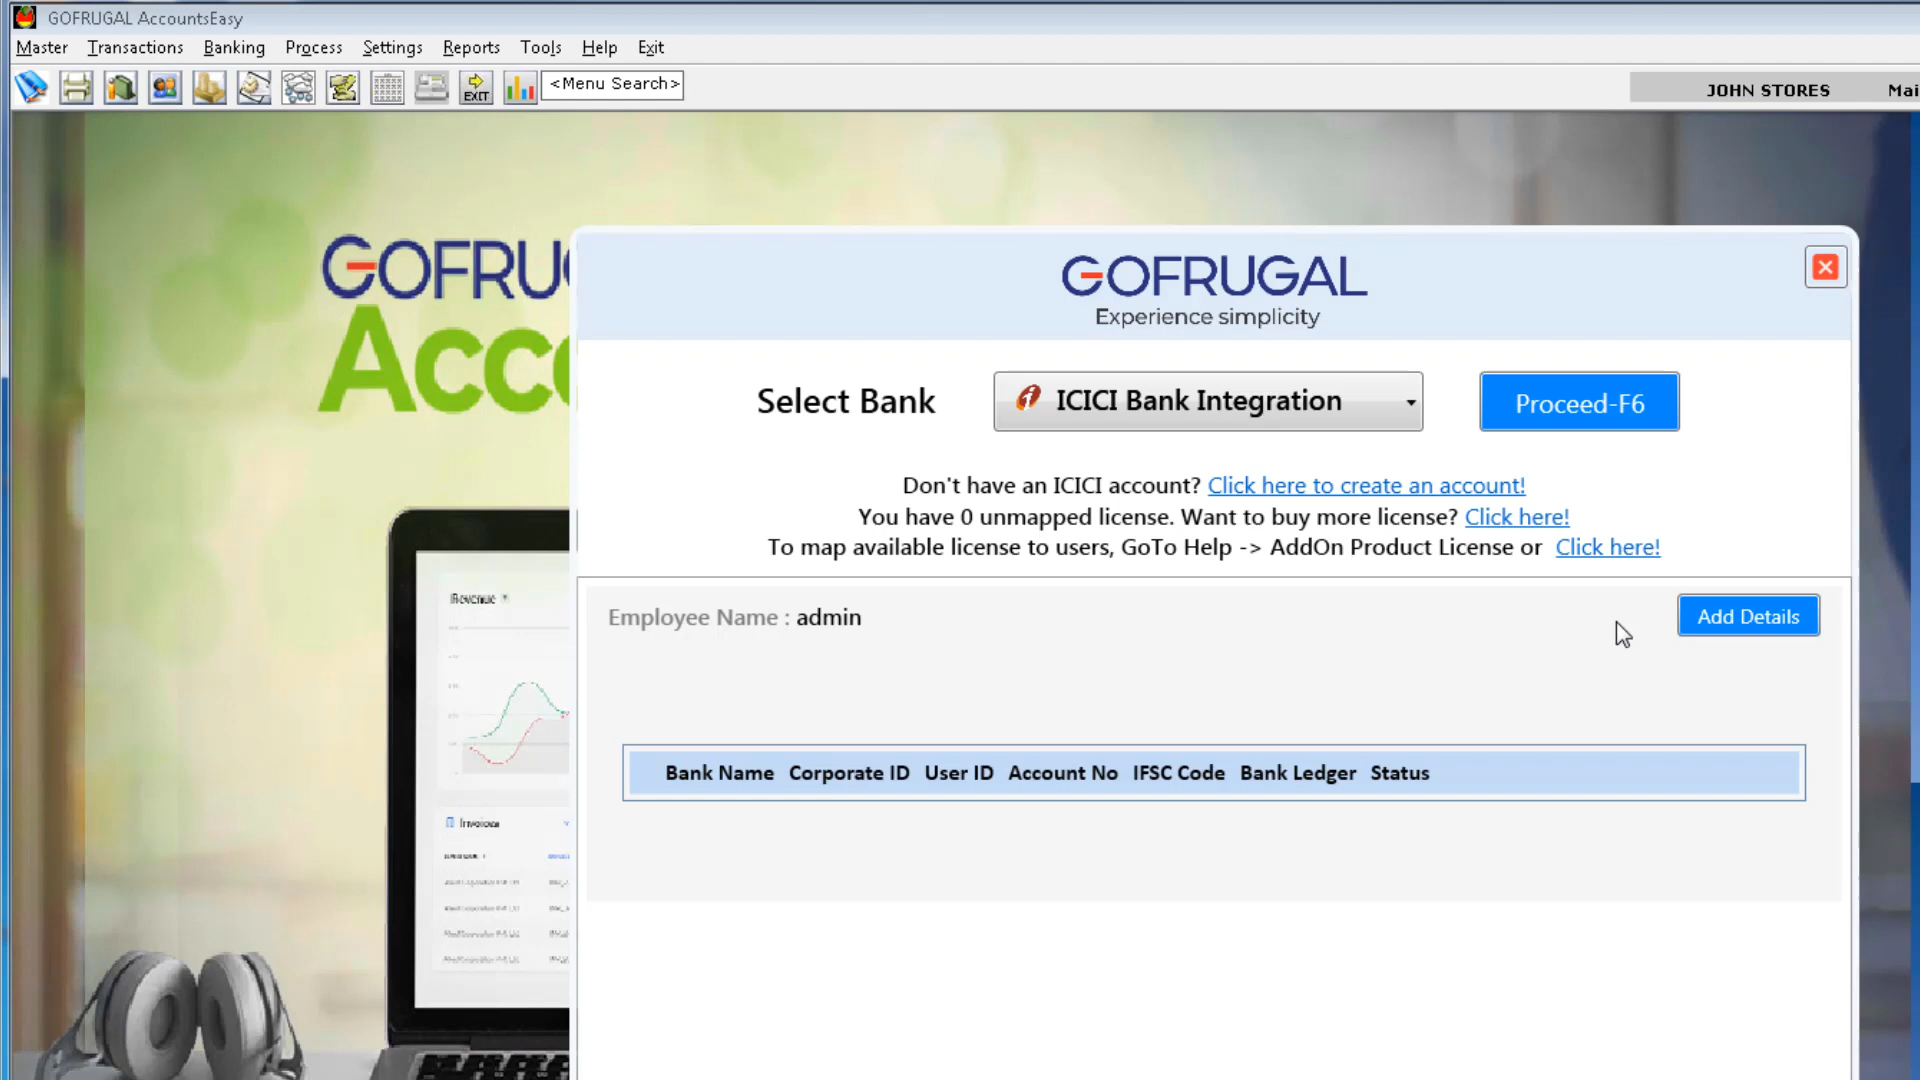 GOFRUGAL AccountsEasy
Master Transactions Banking Process Settings Reports Tools Help Exit
EXIT <Menu Search> JOHN STORES Mai
GOFRUG
Acco
GOFRUGAL
Experience simplicity
Select Bank ICICI Bank Integration Proceed-F6
Don't have an ICICI account? Click here to create an account!
You have 0 unmapped license. Want to buy more license? Click here!
To map available license to users, GoTo Help -> AddOn Product License or Click here!
Employee Name : admin Add Details
Bank Name Corporate ID User ID Account No IFSC Code Bank Ledger Status
Revenue
Invoices